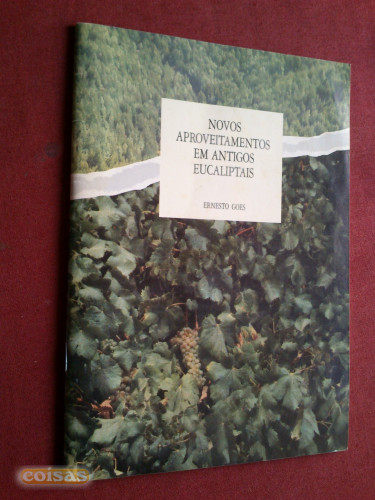 NOVOS
APROVEITAMENTOS
EM ANTIGOS
EUCALIPTAIS
ERNESTO GOES
coisas